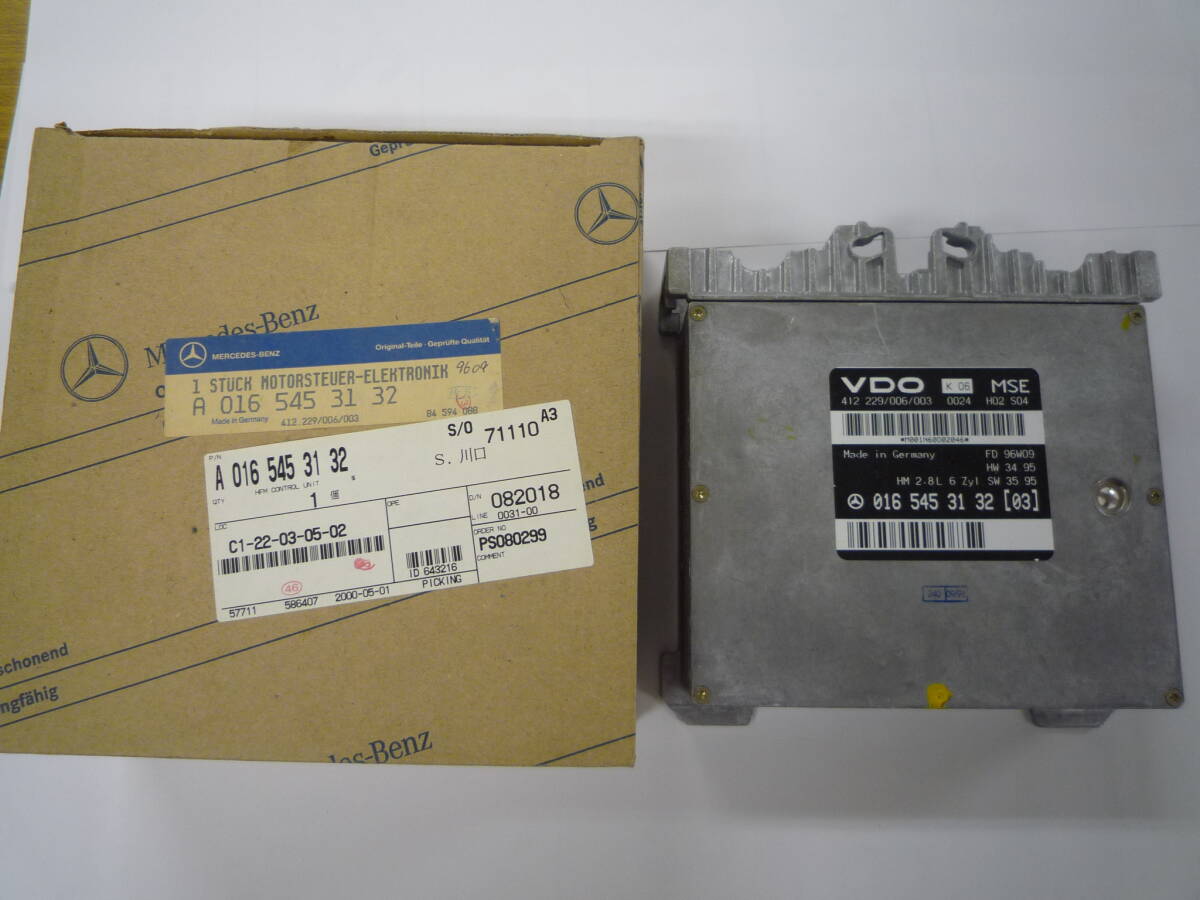 Mercedes-Benz
MERCEDES-BENZ
Original-Teile · Geprüfte Qualität
1 STUCK MOTORSTEUER-ELEKTRONIK
9609
A 016 545 31 32
Made in Germany
412.229/006/003
84 594 088
P/N
S/O
71110
A3
A 016 545 31 32
HFM CONTROL UNIT
S. 川口
QTY
1 個
LOC
OPE
D/N
082018
LINE
0031-00
C1-22-03-05-02
ORDER NO
PS080299
COMMENT
ID 643216
PICKING
46
57711
586407
2000-05-01
schonend
ngfähig
des-Benz
VDO
K 06
MSE
412 229/006/003
0024
H02 S04
*M001M60D02046*
Made in Germany
FD 96W09
HW 34 95
HM 2.8L 6 Zyl
SW 35 95
016 545 31 32 [03]